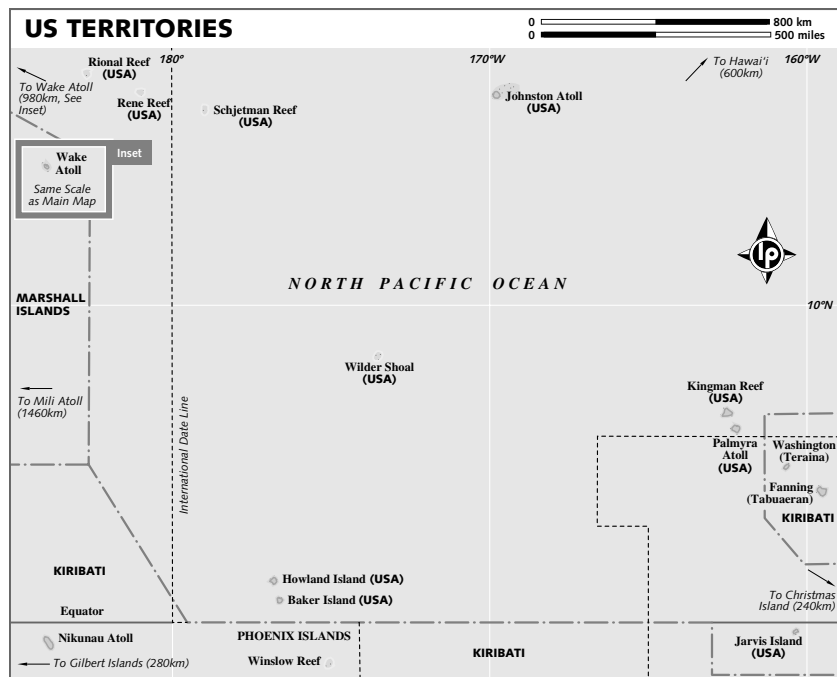 US TERRITORIES
0 800 km
0 500 miles
180°
170°W
160°W
Rional Reef
(USA)
To Wake Atoll
(980km, See
Inset)
Rene Reef
(USA)
Schjetman Reef
(USA)
Johnston Atoll
(USA)
To Hawai‘i
(600km)
Inset
Wake
Atoll
Same Scale
as Main Map
lp
NORTH PACIFIC OCEAN
MARSHALL
ISLANDS
10°N
Wilder Shoal
(USA)
Kingman Reef
(USA)
To Mili Atoll
(1460km)
International Date Line
Palmyra
Atoll
(USA)
Washington
(Teraina)
Fanning
(Tabuaeran)
KIRIBATI
KIRIBATI
Howland Island (USA)
Baker Island (USA)
To Christmas
Island (240km)
Equator
Nikunau Atoll
PHOENIX ISLANDS
KIRIBATI
Jarvis Island
(USA)
To Gilbert Islands (280km)
Winslow Reef